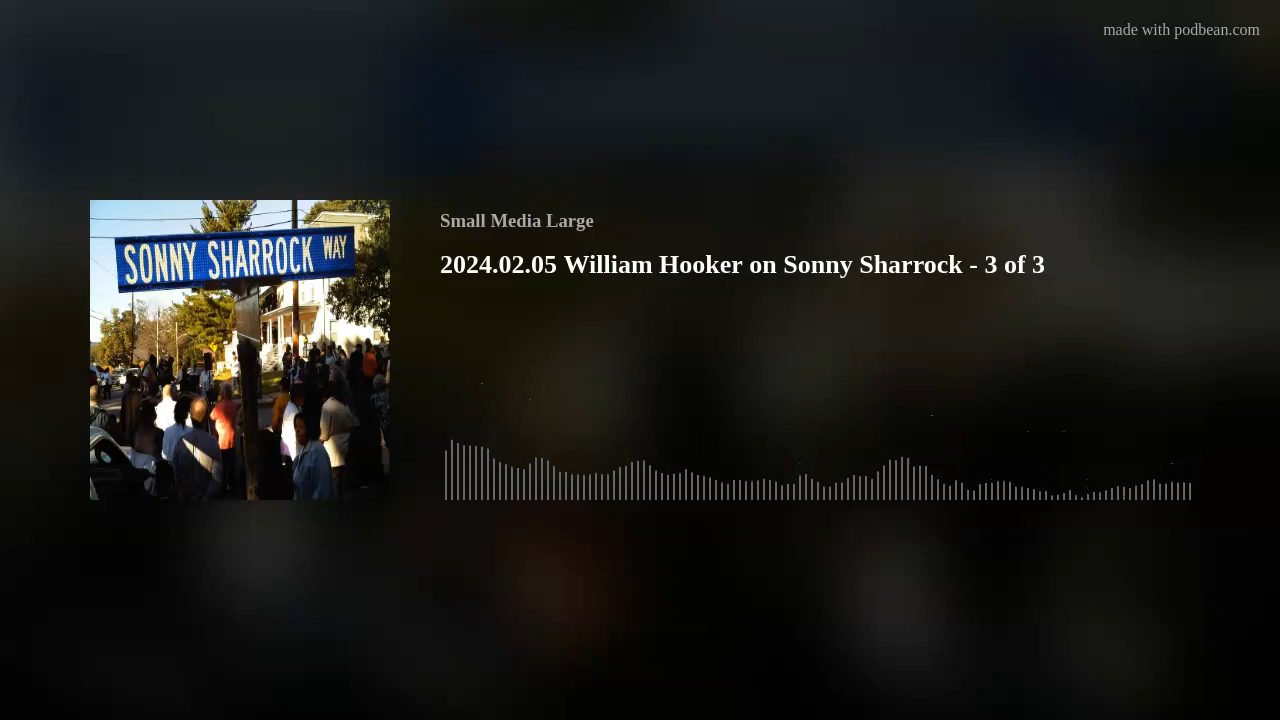 made with podbean.com
SONNY SHARROCK WAY
Small Media Large
2024.02.05 William Hooker on Sonny Sharrock - 3 of 3